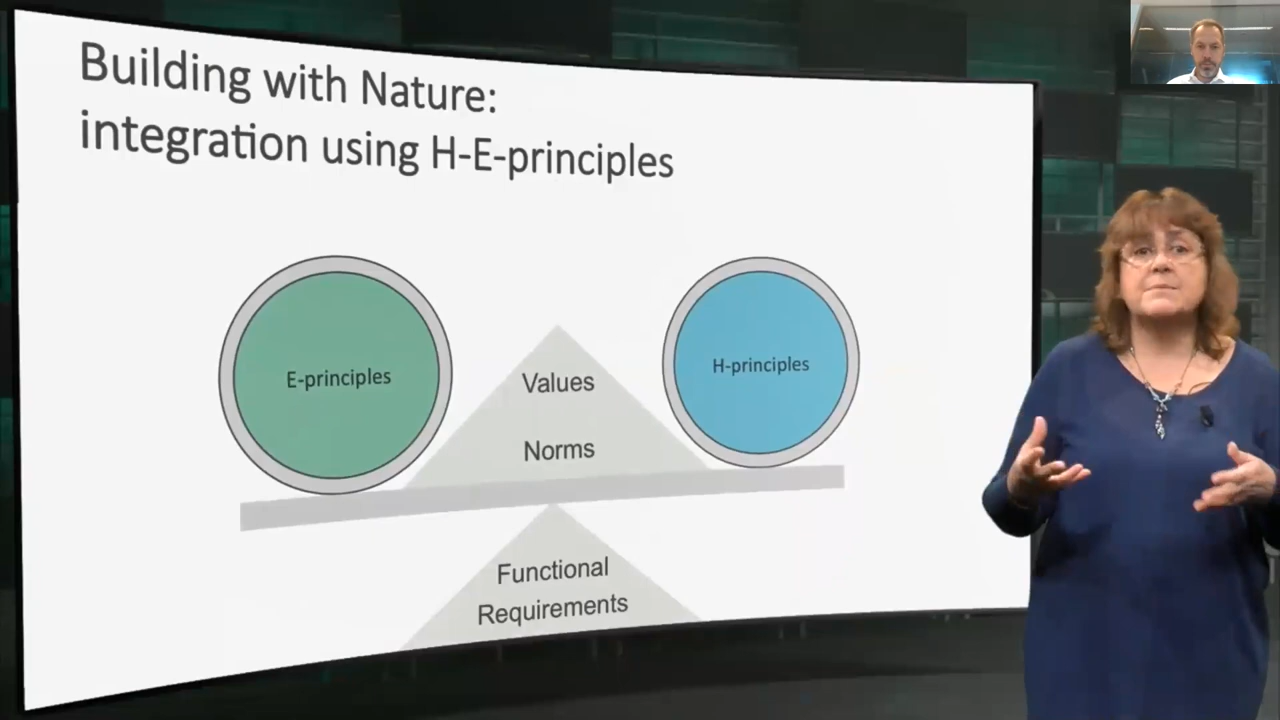 Building with Nature:
integration using H-E-principles
E-principles
H-principles
Values
Norms
Functional
Requirements